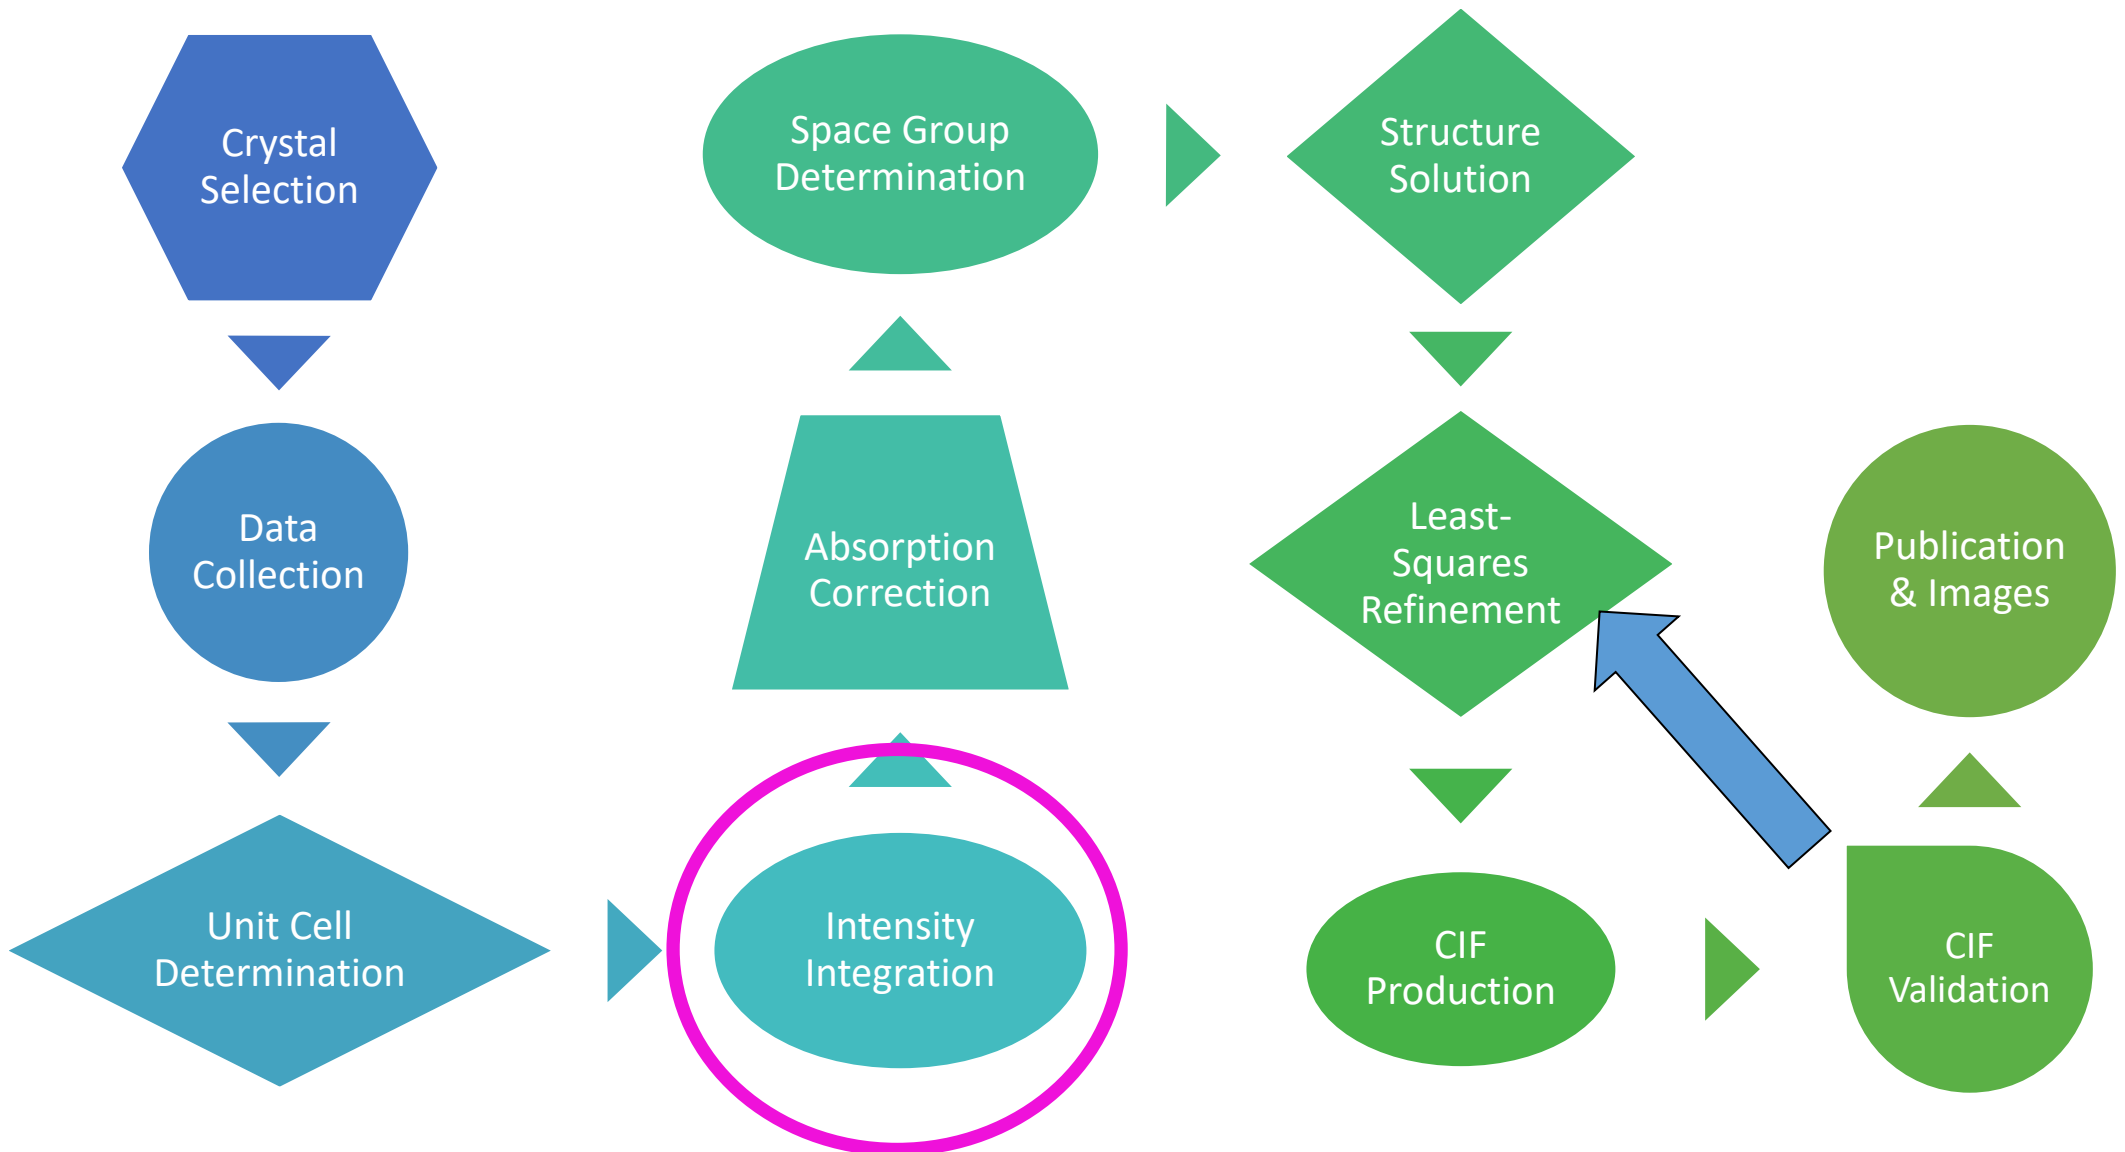 Crystal
Selection
Data
Collection
Unit Cell
Determination
Intensity
Integration
Absorption
Correction
Space Group
Determination
Structure
Solution
Least-
Squares
Refinement
CIF
Production
CIF
Validation
Publication
& Images